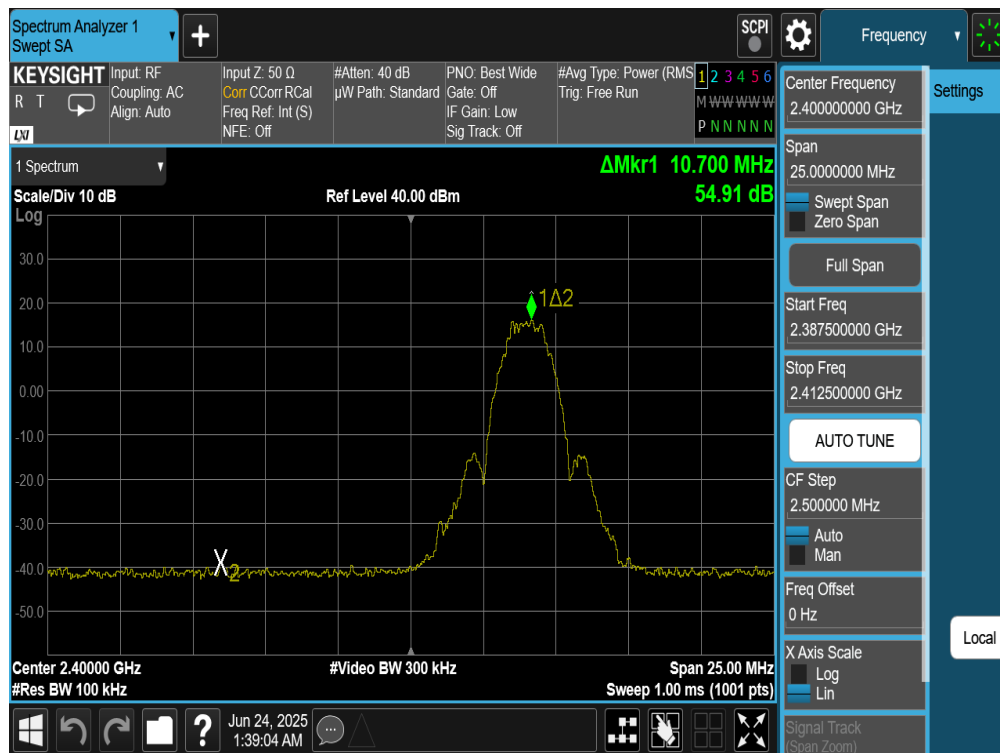 Spectrum Analyzer 1
Swept SA
+
SCPI
Frequency
KEYSIGHT
R T
LXI
Input: RF
Coupling: AC
Align: Auto
Input Z: 50 Ω
Corr CCorr RCal
Freq Ref: Int (S)
NFE: Off
#Atten: 40 dB
µW Path: Standard
PNO: Best Wide
Gate: Off
IF Gain: Low
Sig Track: Off
#Avg Type: Power (RMS
Trig: Free Run
1 2 3 4 5 6
M W W W W W
P N N N N N
1 Spectrum
ΔMkr1 10.700 MHz
54.91 dB
Scale/Div 10 dB
Ref Level 40.00 dBm
Log
30.0
20.0
10.0
0.00
-10.0
-20.0
-30.0
-40.0
-50.0
1Δ2
X2
Center 2.40000 GHz
#Video BW 300 kHz
Span 25.00 MHz
#Res BW 100 kHz
Sweep 1.00 ms (1001 pts)
Jun 24, 2025
1:39:04 AM
?
Center Frequency
2.400000000 GHz
Span
25.0000000 MHz
Swept Span
Zero Span
Full Span
Start Freq
2.387500000 GHz
Stop Freq
2.412500000 GHz
AUTO TUNE
CF Step
2.500000 MHz
Auto
Man
Freq Offset
0 Hz
X Axis Scale
Log
Lin
Signal Track
(Span Zoom)
Settings
Local